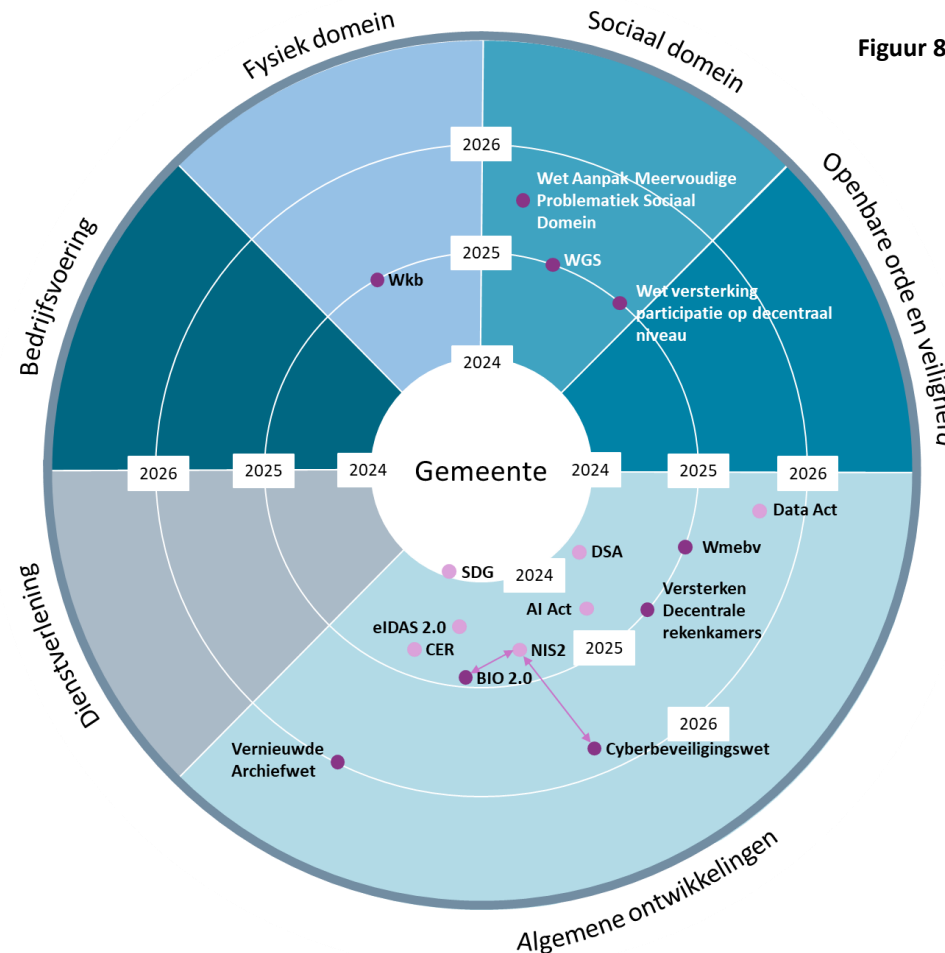 Figuur 8
Fysiek domein
Sociaal domein
Openbare orde en veiligheid
Bedrijfsvoering
2026
Wet Aanpak Meervoudige
Problematiek Sociaal
Domein
2025
WGS
Wkb
Wet versterking
participatie op decentraal
niveau
2024
2026
2025
2024
Gemeente
2024
2025
2026
Data Act
Wmebv
DSA
SDG
2024
Versterken
Decentrale
rekenkamers
AI Act
eIDAS 2.0
CER
NIS2
2025
BIO 2.0
2026
Vernieuwde
Archiefwet
Cyberbeveiligingswet
Dienstverlening
Algemene ontwikkelingen